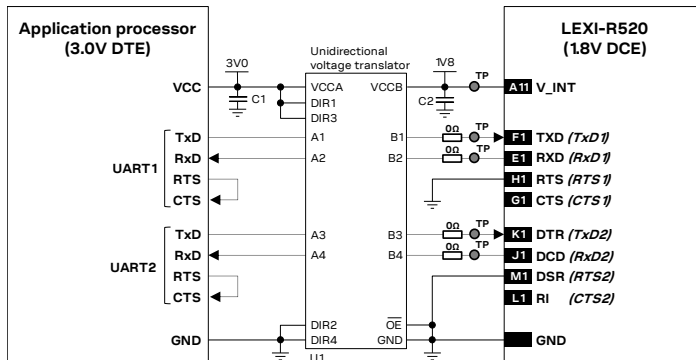 Application processor
(3.0V DTE)
LEXI-R520
(1.8V DCE)
Unidirectional
voltage translator
3V0
1V8
TP
VCC
VCCA
VCCB
A11 V_INT
C1
C2
DIR1
DIR3
0Ω TP
TxD
A1
B1
F1 TXD (TxD1)
0Ω TP
RxD
A2
B2
E1 RXD (RxD1)
UART1
RTS
H1 RTS (RTS1)
CTS
G1 CTS (CTS1)
0Ω TP
TxD
A3
B3
K1 DTR (TxD2)
0Ω TP
RxD
A4
B4
J1 DCD (RxD2)
UART2
RTS
M1 DSR (RTS2)
CTS
L1 RI (CTS2)
DIR2
OE
GND
DIR4
GND
GND
U1